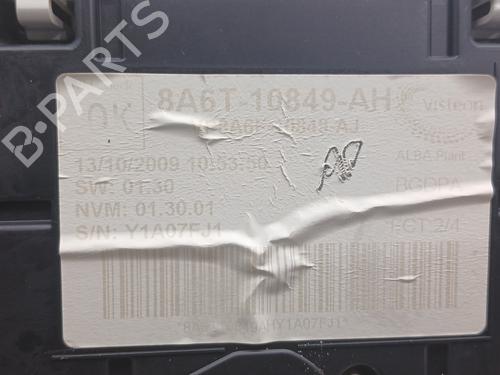 B-PARTS
OK
8A6T-10849-AH
Visteon
ALBA Plant
13/10/2009 10:53:50
SW: 01.30
NVM: 01.30.01
S/N: Y1A07FJ1